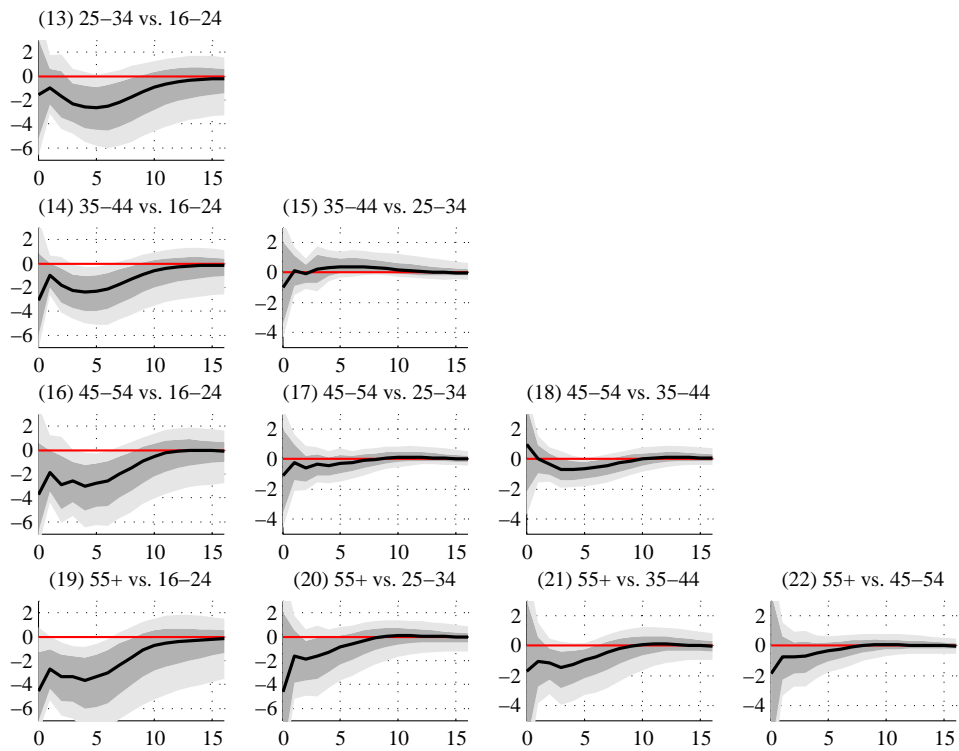 (13) 25−34 vs. 16−24
2
0
−2
−4
−6
0 5 10 15
(14) 35−44 vs. 16−24 (15) 35−44 vs. 25−34
2 2
0 0
−2 −2
−4 −4
−6
0 5 10 15 0 5 10 15
(16) 45−54 vs. 16−24 (17) 45−54 vs. 25−34 (18) 45−54 vs. 35−44
2 2 2
0 0 0
−2 −2 −2
−4 −4 −4
−6
0 5 10 15 0 5 10 15 0 5 10 15
(19) 55+ vs. 16−24 (20) 55+ vs. 25−34 (21) 55+ vs. 35−44 (22) 55+ vs. 45−54
2 2 2 2
0 0 0 0
−2 −2 −2 −2
−4 −4 −4 −4
−6 −6
0 5 10 15 0 5 10 15 0 5 10 15 0 5 10 15